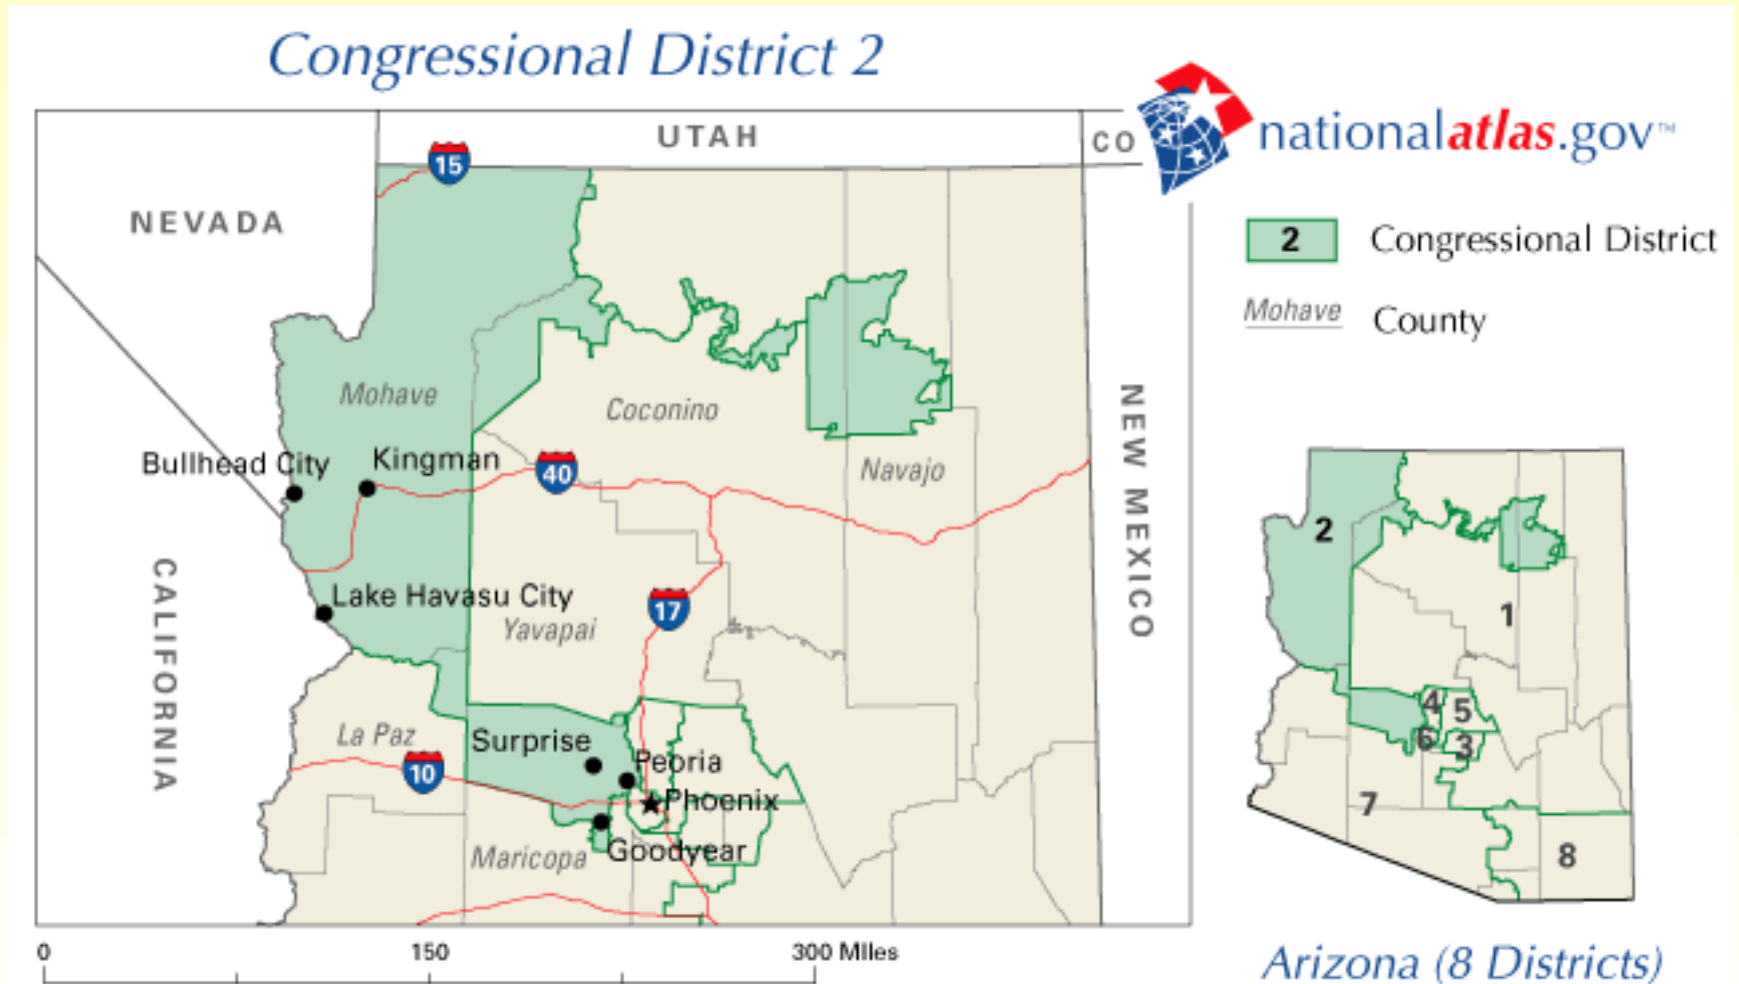 Congressional District 2
nationalatlas.gov™
UTAH
CO
15
NEVADA
2 Congressional District
Mohave County
Mohave
Coconino
NEW MEXICO
Bullhead City
Kingman
40
Navajo
CALIFORNIA
Lake Havasu City
Yavapai
17
La Paz
Surprise
10
Peoria
Phoenix
Maricopa
Goodyear
2
1
4
5
6
3
7
8
0 150 300 Miles
Arizona (8 Districts)